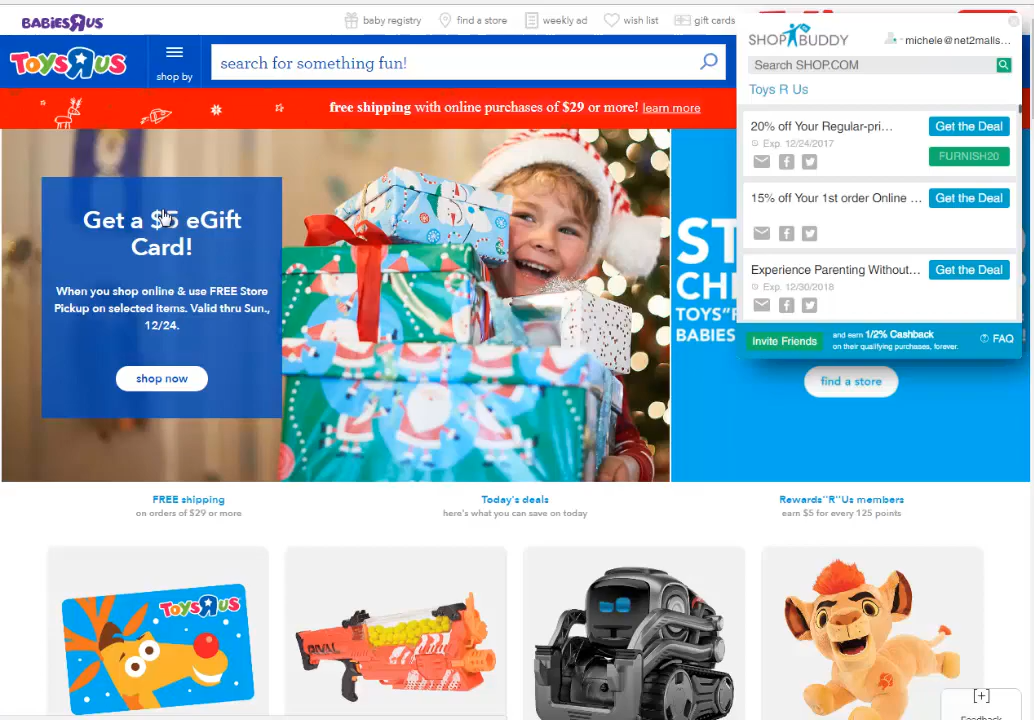 BABIES"R"US
baby registry
find a store
weekly ad
wish list
gift cards
TOYS"R"US
shop by
search for something fun!
free shipping with online purchases of $29 or more! learn more
Get a eGift
Card!
When you shop online & use FREE Store
Pickup on selected items. Valid thru Sun.,
12/24.
shop now
TOYS"R
BABIES
find a store
SHOP BUDDY
michele@net2malls...
Search SHOP.COM
Toys R Us
20% off Your Regular-pri...
Get the Deal
Exp. 12/24/2017
FURNISH20
15% off Your 1st order Online ...
Get the Deal
Experience Parenting Without...
Get the Deal
Exp. 12/30/2018
Invite Friends
and earn 1/2% Cashback
on their qualifying purchases, forever.
FAQ
FREE shipping
on orders of $29 or more
Today's deals
here's what you can save on today
Rewards"R"Us members
earn $5 for every 125 points
TOYS"R"US
RIVAL
[+]
Feedback